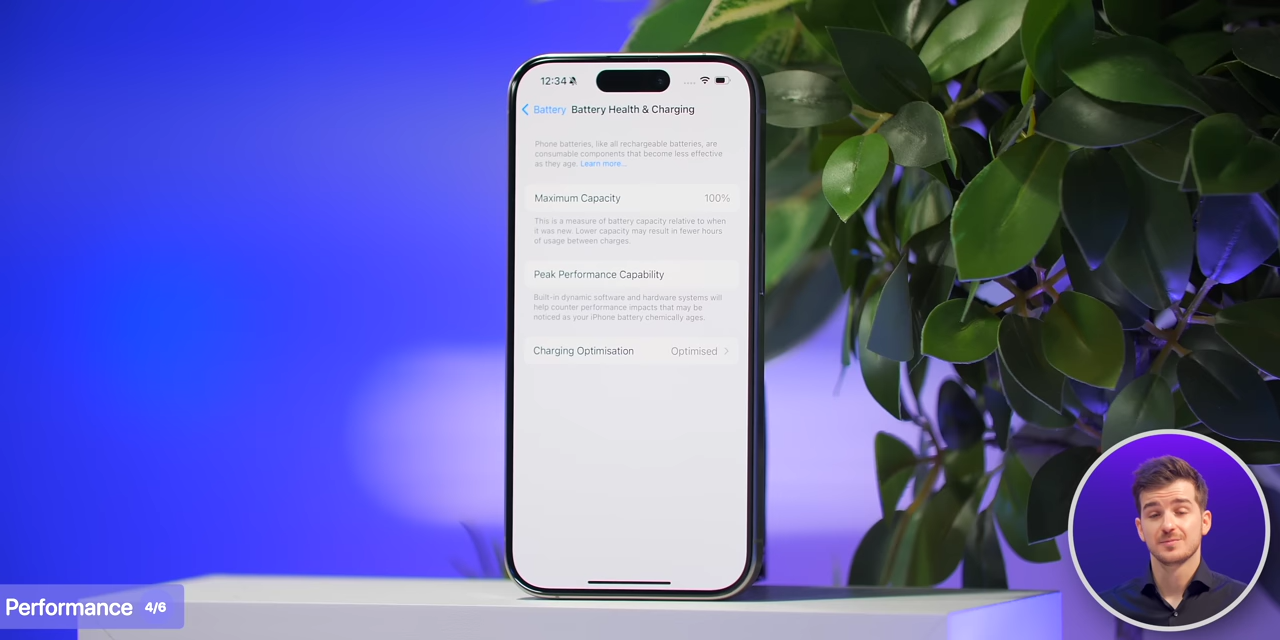 12:34
Battery Battery Health & Charging
Phone batteries, like all rechargeable batteries, are
consumable components that become less effective
as they age. Learn more...
Maximum Capacity 100%
This is a measure of battery capacity relative to when
it was new. Lower capacity may result in fewer hours
of usage between charges.
Peak Performance Capability
Built-in dynamic software and hardware systems will
help counter performance impacts that may be
noticed as your iPhone battery chemically ages.
Charging Optimisation Optimised
Performance 4/6